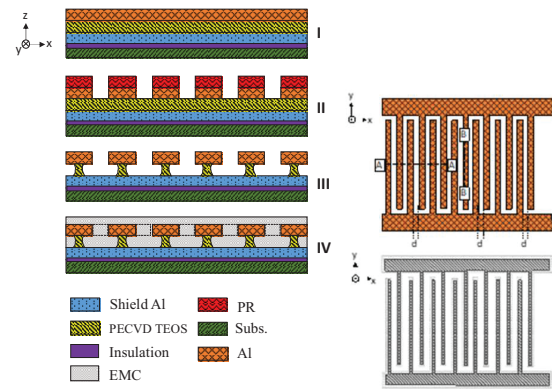 z
y
x
I
II
III
IV
Shield Al
PR
PECVD TEOS
Subs.
Insulation
Al
EMC
y
x
B
A
A
B
d
d
d
y
x